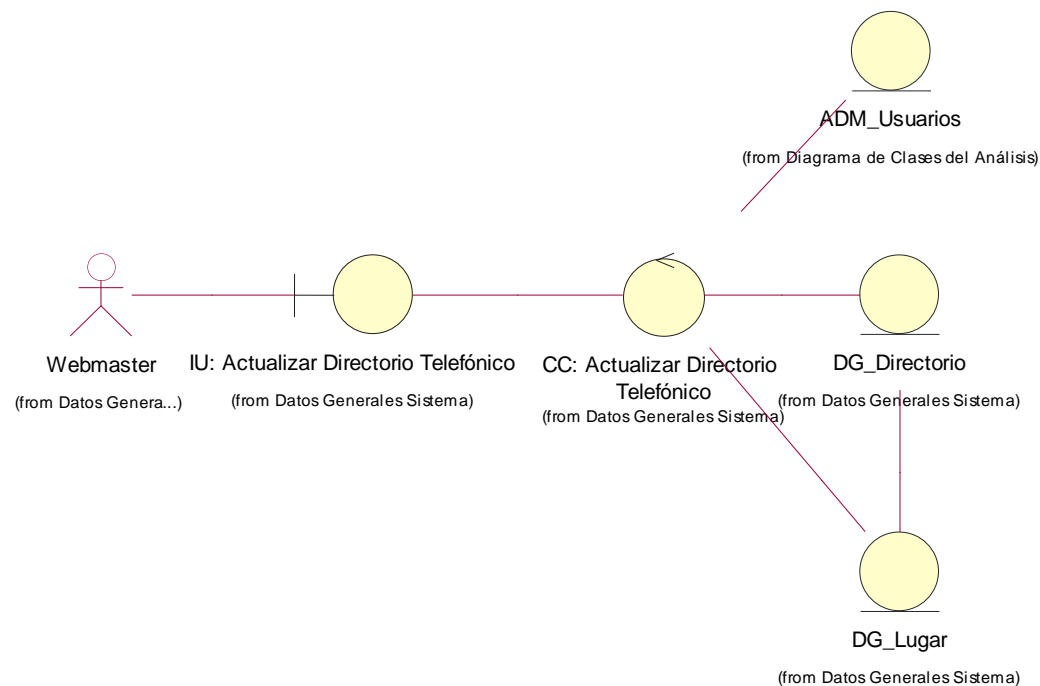 ADM_Usuarios
(from Diagrama de Clases del Análisis)
Webmaster
(from Datos Genera...)
IU: Actualizar Directorio Telefónico
(from Datos Generales Sistema)
CC: Actualizar Directorio
Telefónico
(from Datos Generales Sistema)
DG_Directorio
(from Datos Generales Sistema)
DG_Lugar
(from Datos Generales Sistema)